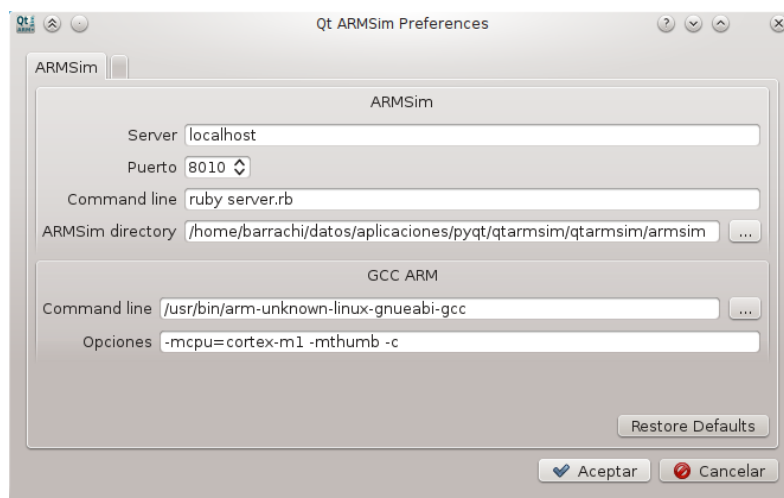 Qt ARMSim Preferences
ARMSim
ARMSim
Server localhost
Puerto 8010
Command line ruby server.rb
ARMSim directory /home/barrachi/datos/aplicaciones/pyqt/qtarmsim/qtarmsim/armsim ...
GCC ARM
Command line /usr/bin/arm-unknown-linux-gnueabi-gcc ...
Opciones -mcpu=cortex-m1 -mthumb -c
Restore Defaults
Aceptar Cancelar